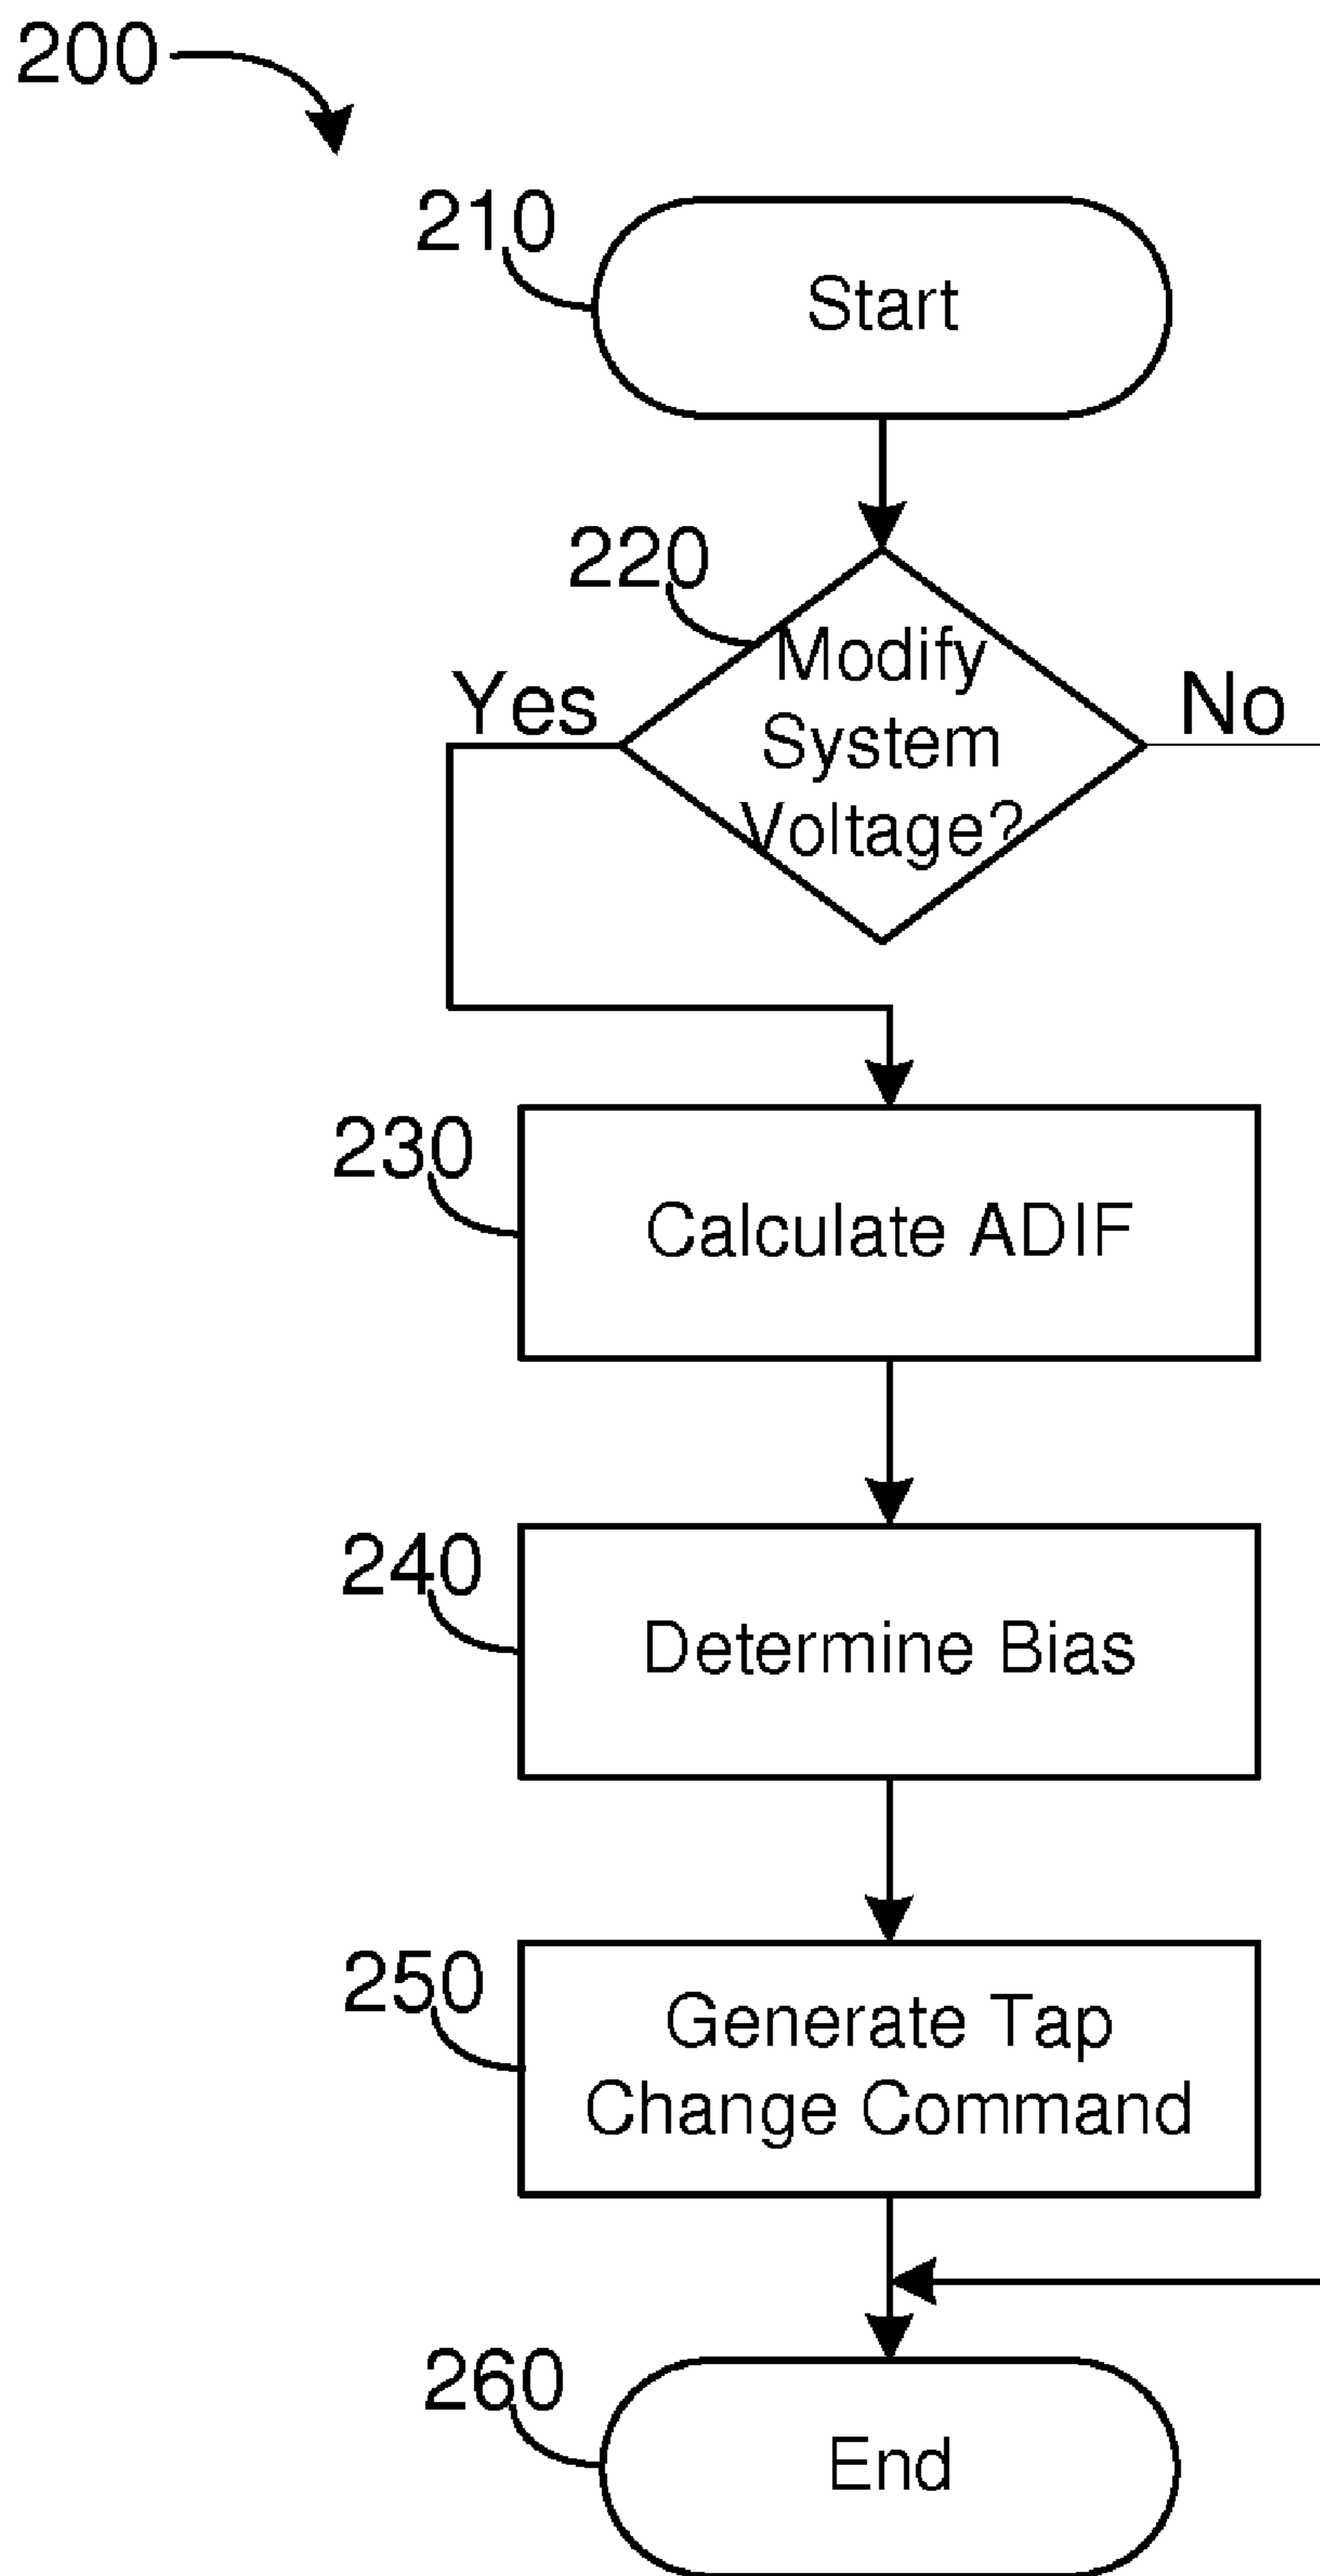 200
210
Start
220
Modify
System
Voltage?
Yes
No
230
Calculate ADIF
240
Determine Bias
250
Generate Tap
Change Command
260
End